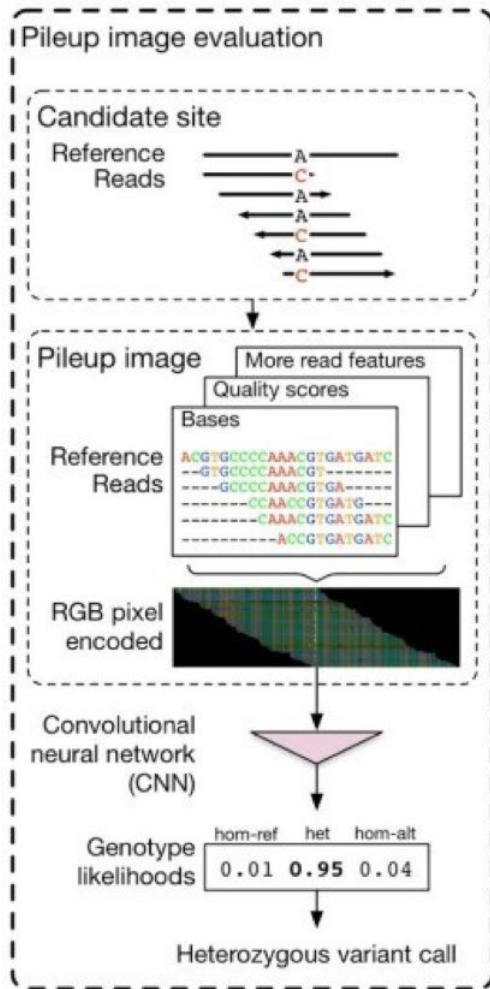 Pileup image evaluation
Candidate site
Reference
A
Reads
C
A
A
C
A
C
Pileup image
More read features
Quality scores
Bases
Reference
ACGTGCCCCAAACGTGATGATC
Reads
--GTGCCCCAAACGT-------
----GCCCCAAACGTGA-----
-------CCAACCGTGATG---
--------CAAACGTGATGATC
----------ACCGTGATGATC
RGB pixel
encoded
Convolutional
neural network
(CNN)
hom-ref het hom-alt
Genotype
likelihoods
0.01 0.95 0.04
Heterozygous variant call